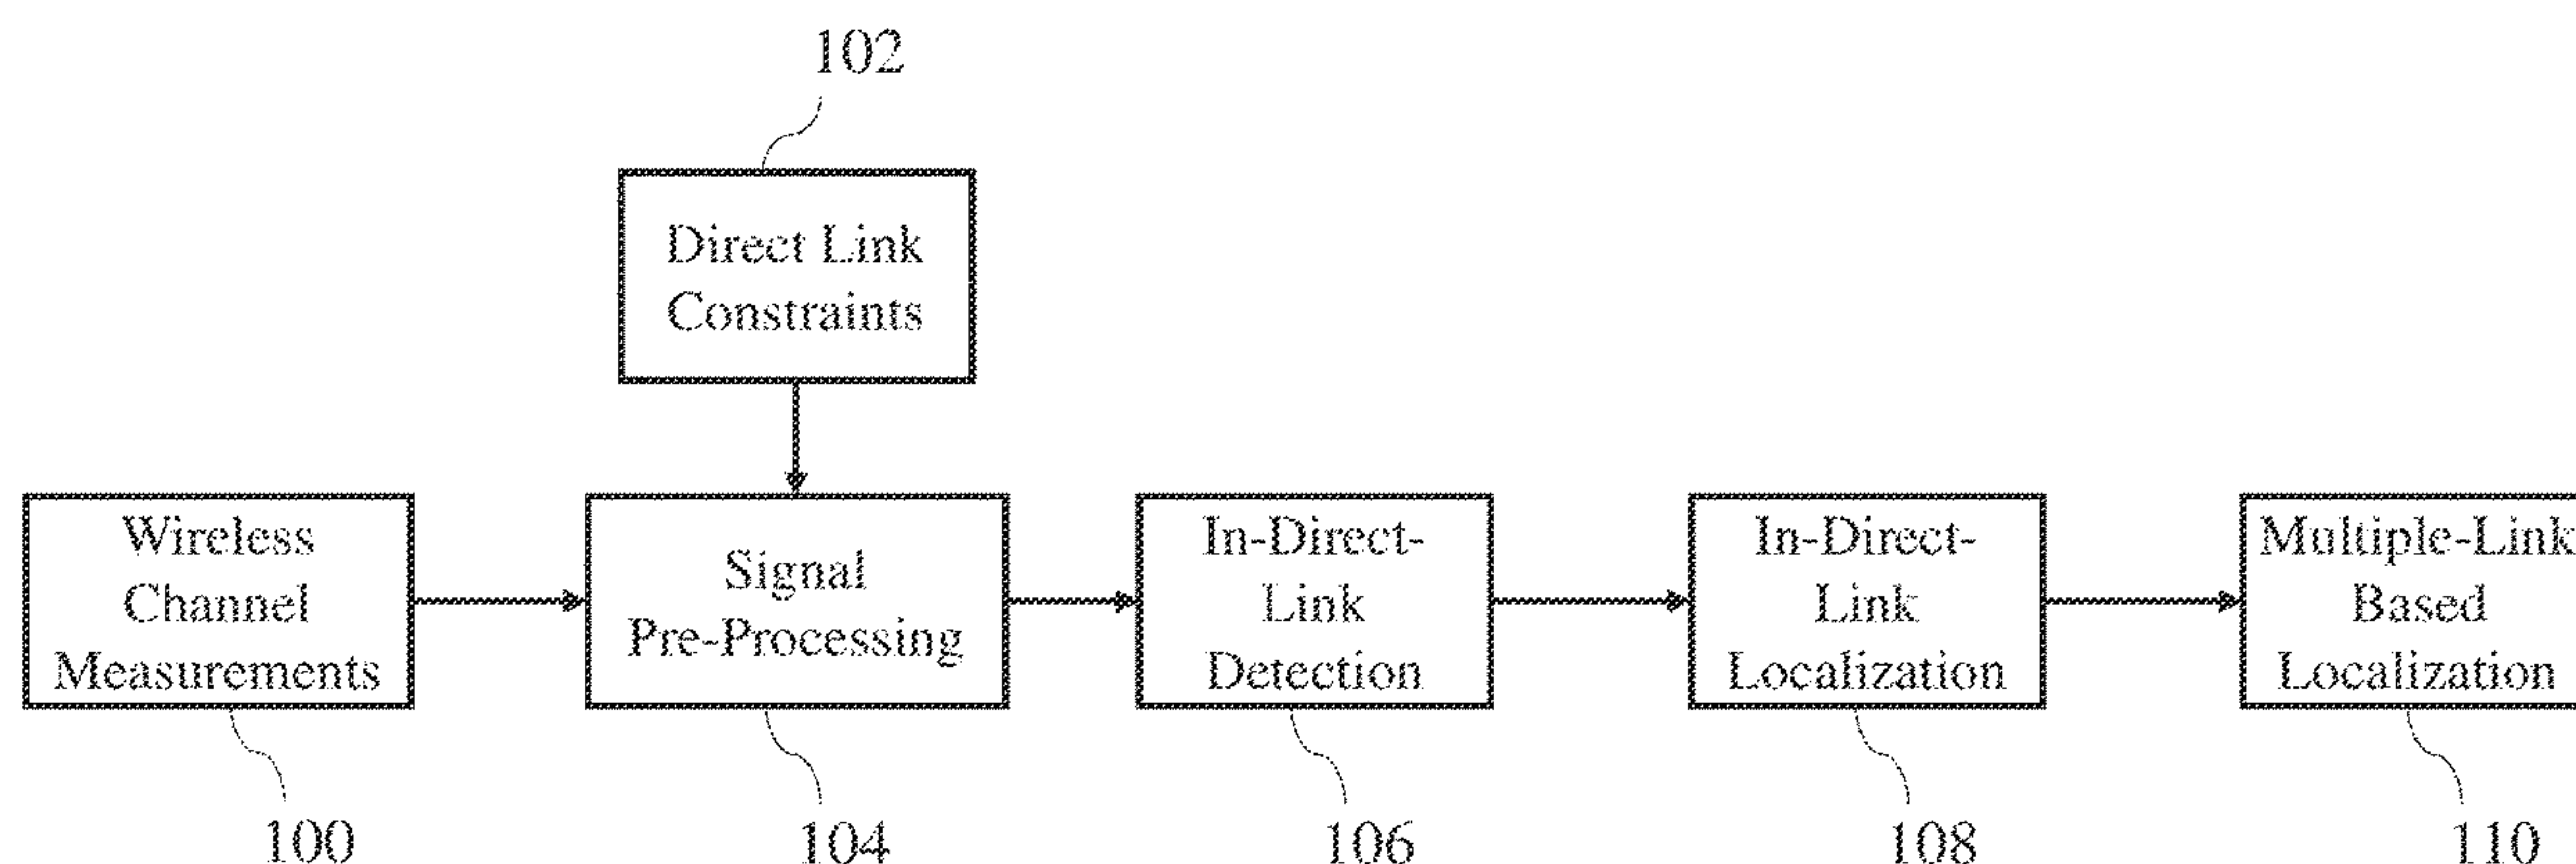 102
Direct Link
Constraints
Wireless
Channel
Measurements
Signal
Pre-Processing
In-Direct-
Link
Detection
In-Direct-
Link
Localization
Multiple-Link
Based
Localization
100
104
106
108
110